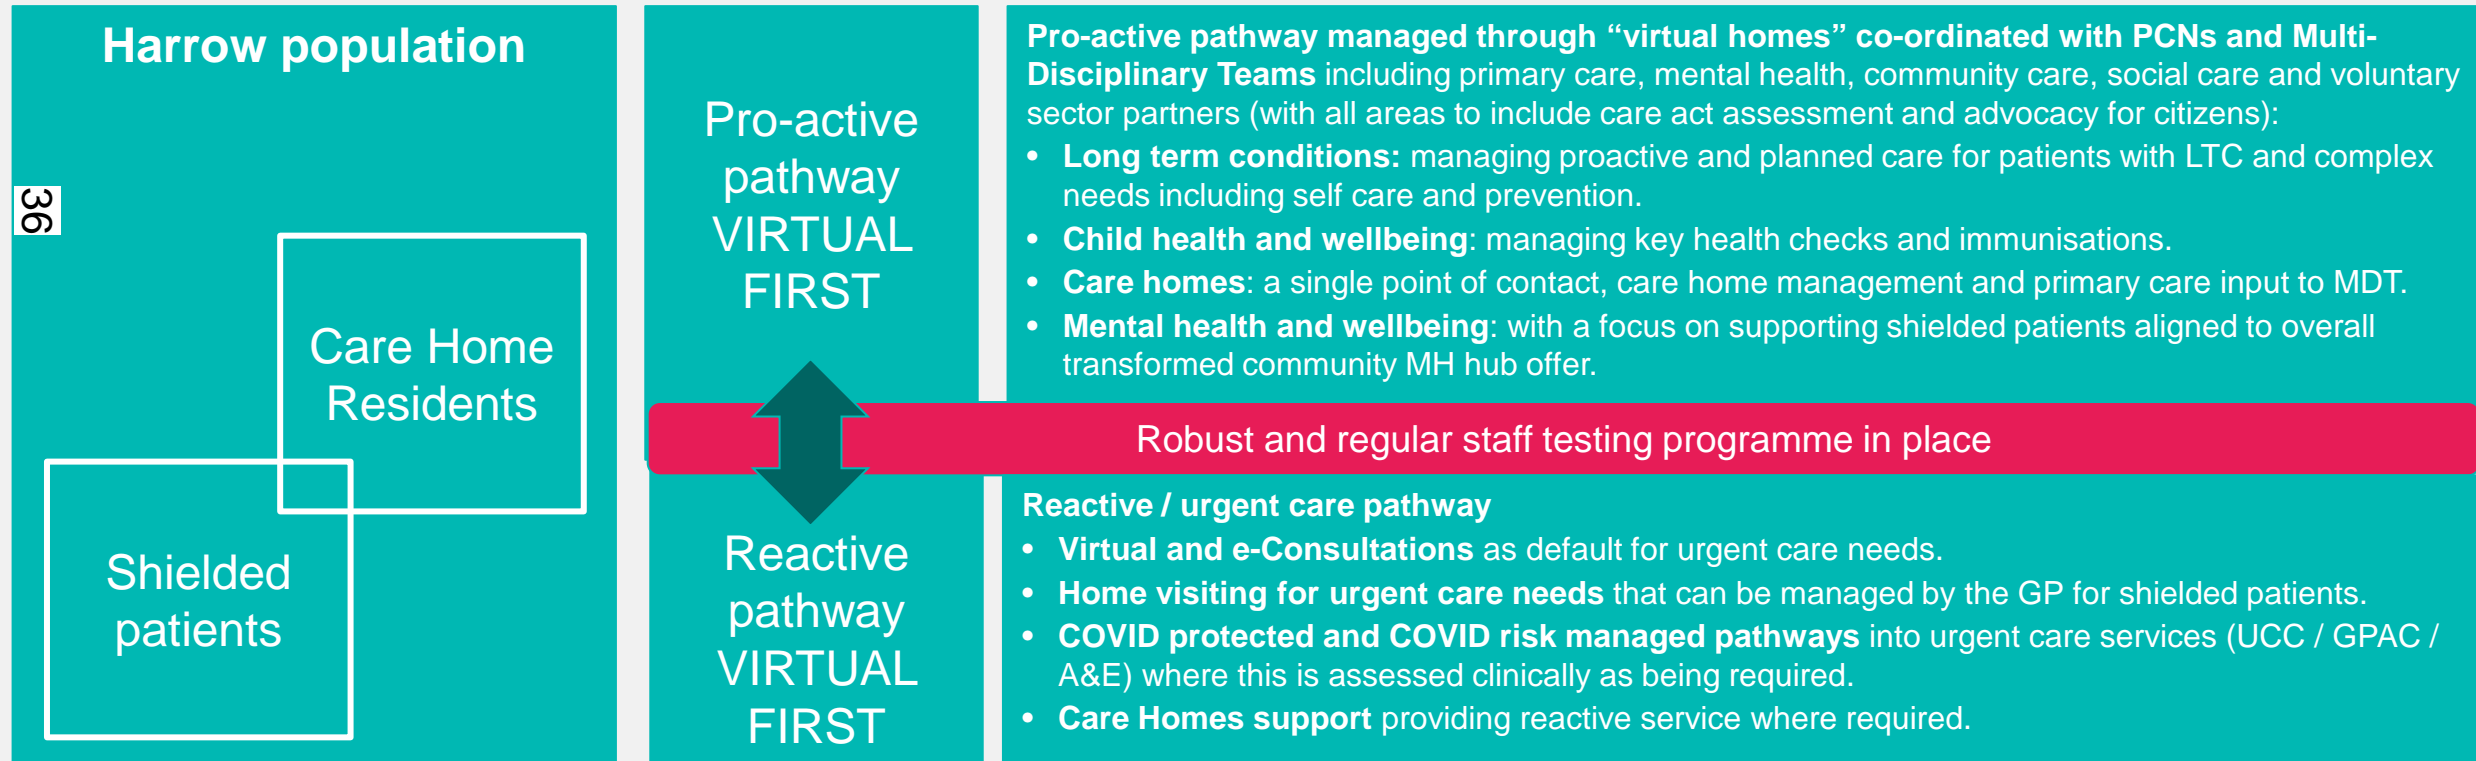 Harrow population
36
Care Home
Residents
Shielded
patients
Pro-active
pathway
VIRTUAL
FIRST
Reactive
pathway
VIRTUAL
FIRST
Pro-active pathway managed through “virtual homes” co-ordinated with PCNs and Multi-
Disciplinary Teams including primary care, mental health, community care, social care and voluntary
sector partners (with all areas to include care act assessment and advocacy for citizens):
• Long term conditions: managing proactive and planned care for patients with LTC and complex
needs including self care and prevention.
• Child health and wellbeing: managing key health checks and immunisations.
• Care homes: a single point of contact, care home management and primary care input to MDT.
• Mental health and wellbeing: with a focus on supporting shielded patients aligned to overall
transformed community MH hub offer.
Robust and regular staff testing programme in place
Reactive / urgent care pathway
• Virtual and e-Consultations as default for urgent care needs.
• Home visiting for urgent care needs that can be managed by the GP for shielded patients.
• COVID protected and COVID risk managed pathways into urgent care services (UCC / GPAC /
A&E) where this is assessed clinically as being required.
• Care Homes support providing reactive service where required.